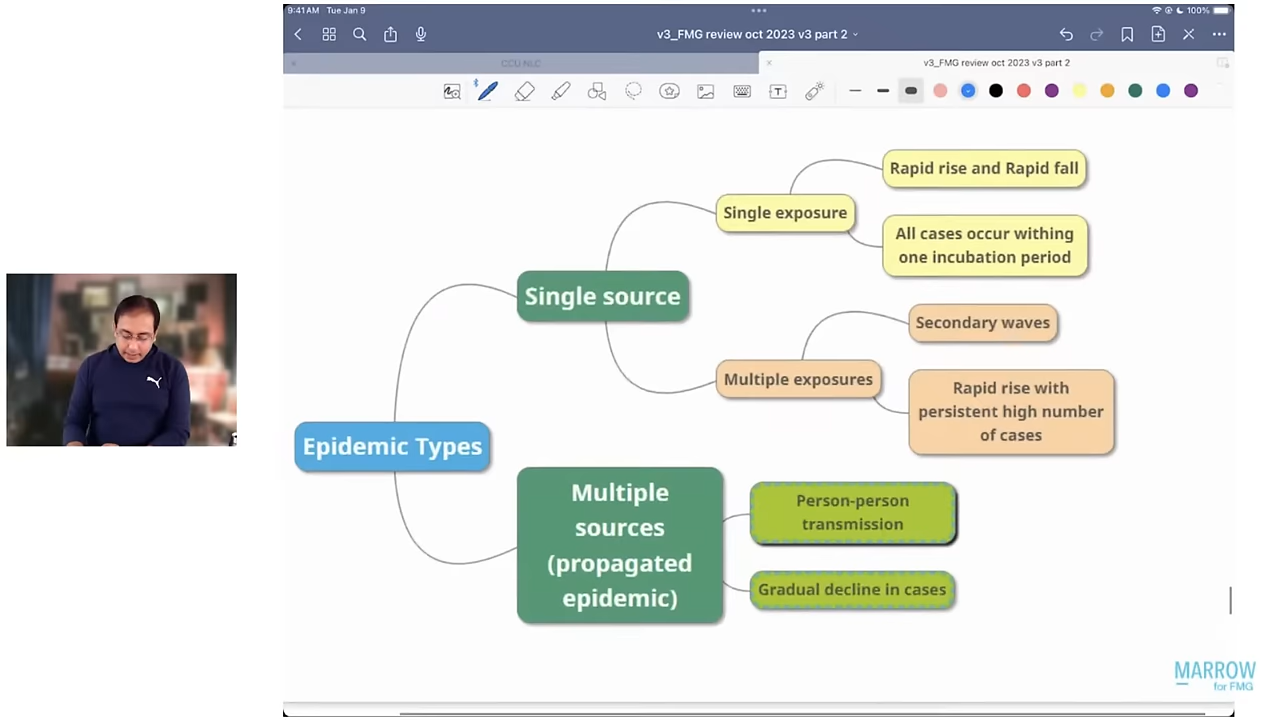 9:41AM Tue Jan 9
100%
v3_FMG review oct 2023 v3 part 2
CCU NLC
v3_FMG review oct 2023 v3 part 2
T
Rapid rise and Rapid fall
Single exposure
All cases occur withing
one incubation period
Single source
Secondary waves
Multiple exposures
Rapid rise with
persistent high number
of cases
Epidemic Types
Multiple
sources
(propagated
epidemic)
Person-person
transmission
Gradual decline in cases
MARROW
for FMG